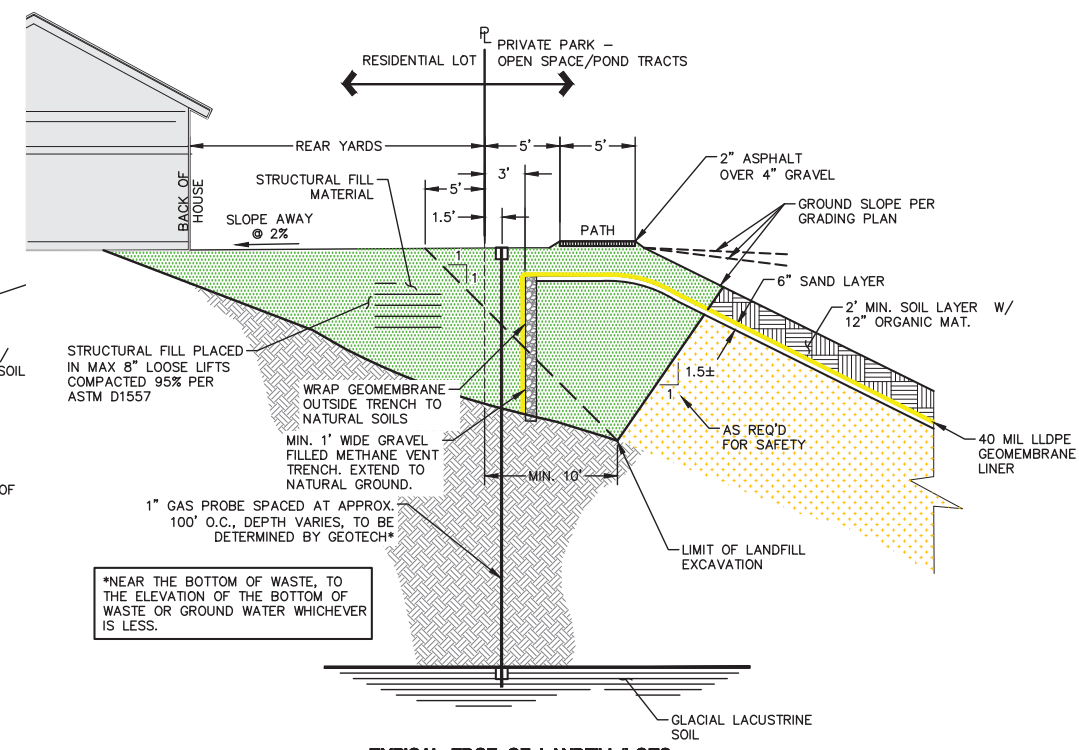 PL
RESIDENTIAL LOT
PRIVATE PARK –
OPEN SPACE/POND TRACTS
REAR YARDS
5'
5'
3'
5'
1.5'
BACK OF
HOUSE
STRUCTURAL FILL
MATERIAL
SLOPE AWAY
@ 2%
PATH
2" ASPHALT
OVER 4" GRAVEL
GROUND SLOPE PER
GRADING PLAN
1
1
6" SAND LAYER
2' MIN. SOIL LAYER W/
12" ORGANIC MAT.
/
SOIL
STRUCTURAL FILL PLACED
IN MAX 8" LOOSE LIFTS
COMPACTED 95% PER
ASTM D1557
WRAP GEOMEMBRANE
OUTSIDE TRENCH TO
NATURAL SOILS
1.5±
1
AS REQ'D
FOR SAFETY
MIN. 1' WIDE GRAVEL
FILLED METHANE VENT
TRENCH. EXTEND TO
NATURAL GROUND.
40 MIL LLDPE
GEOMEMBRANE
LINER
MIN. 10'
OF
1" GAS PROBE SPACED AT APPROX.
100' O.C., DEPTH VARIES, TO BE
DETERMINED BY GEOTECH*
LIMIT OF LANDFILL
EXCAVATION
*NEAR THE BOTTOM OF WASTE, TO
THE ELEVATION OF THE BOTTOM OF
WASTE OR GROUND WATER WHICHEVER
IS LESS.
GLACIAL LACUSTRINE
SOIL